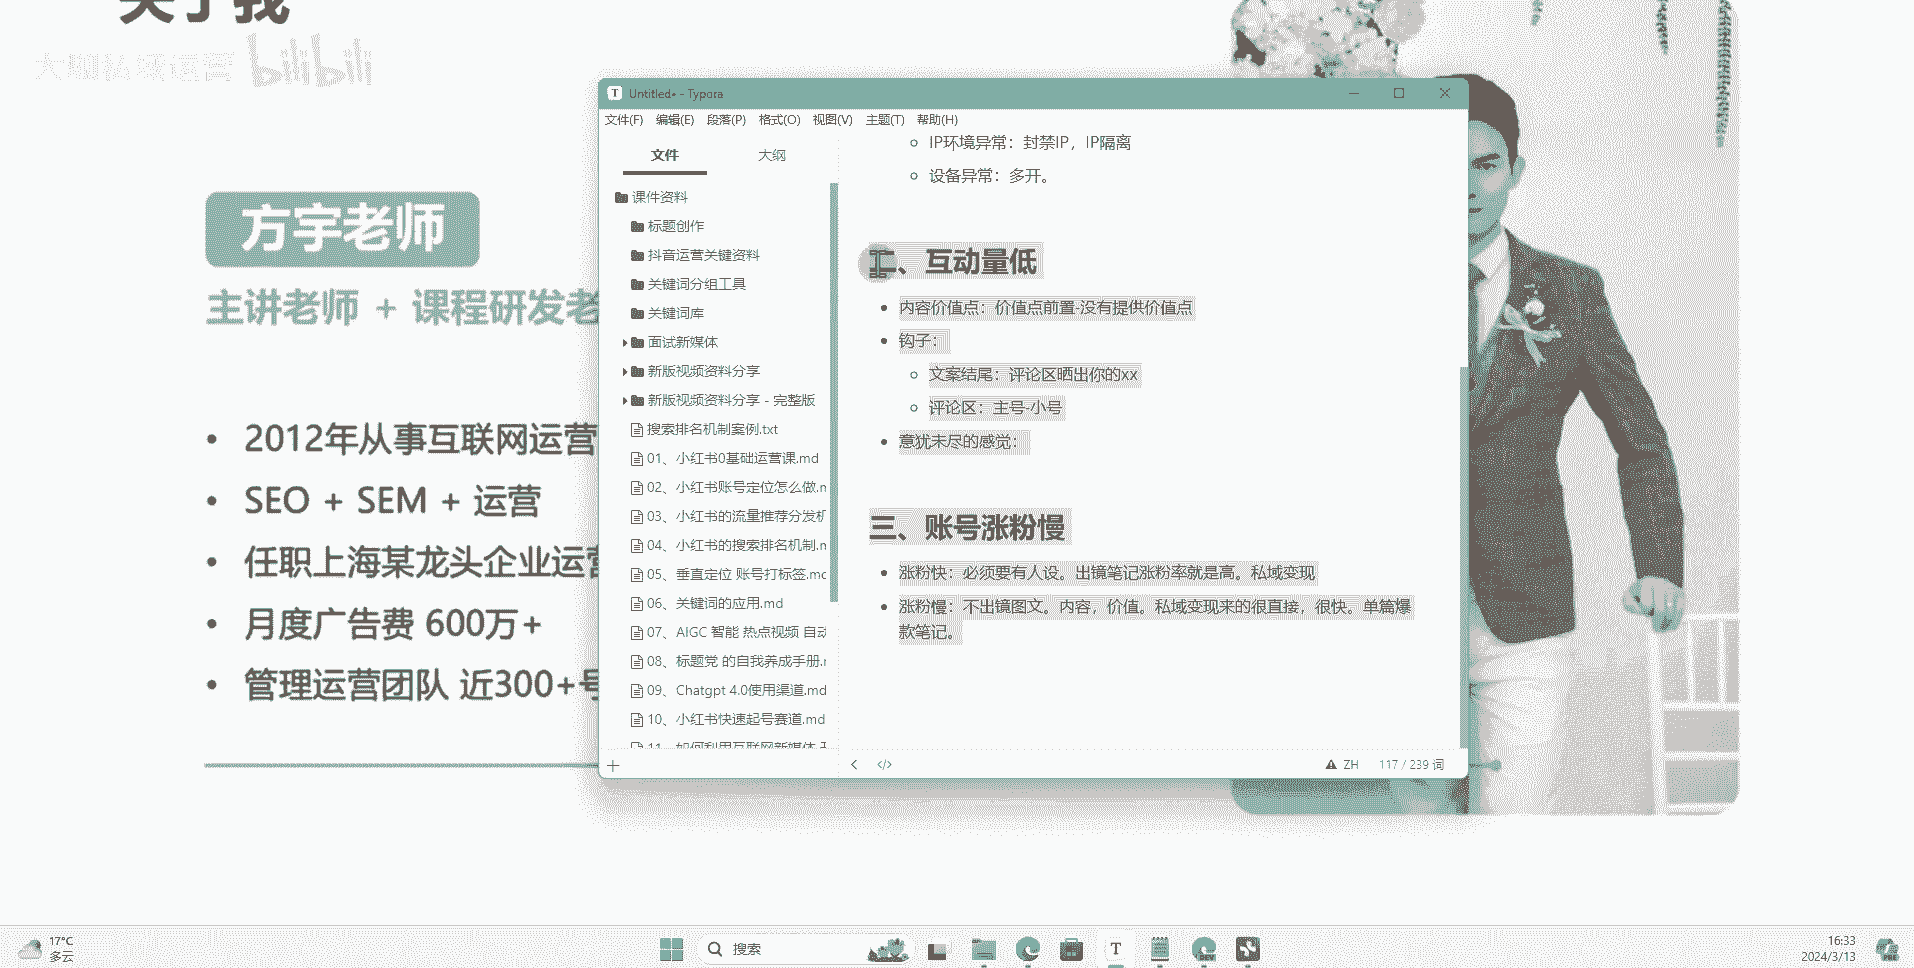 关于我
bilibili
方宇老师
主讲老师 + 课程研发老
2012年从事互联网运营
SEO + SEM + 运营
任职上海某龙头企业运营
月度广告费 600万+
管理运营团队 近300+号
Untitled• - Typora
文件(F) 编辑(E) 段落(P) 格式(O) 视图(V) 主题(T) 帮助(H)
文件 大纲
课件资料
标题创作
抖音运营关键资料
关键词分组工具
关键词库
面试新媒体
新版视频资料分享
新版视频资料分享 - 完整版
搜索排名机制案例.txt
01、小红书0基础运营课.md
02、小红书账号定位怎么做.m
03、小红书的流量推荐分发机
04、小红书的搜索排名机制.m
05、垂直定位 账号打标签.mc
06、关键词的应用.md
07、AIGC 智能 热点视频 自动
08、标题党 的自我养成手册.r
09、Chatgpt 4.0使用渠道.md
10、小红书快速起号赛道.md
11、如何利用互联网新媒体
IP环境异常：封禁IP，IP隔离
设备异常：多开。
二、互动量低
内容价值点：价值点前置-没有提供价值点
钩子：
文案结尾：评论区晒出你的xx
评论区：主号-小号
意犹未尽的感觉：
三、账号涨粉慢
涨粉快：必须要有人设。出镜笔记涨粉率就是高。私域变现
涨粉慢：不出镜图文。内容，价值。私域变现来的很直接，很快。单篇爆
款笔记。
ZH 117 / 239 词
17°C
多云
搜索
16:33
2024/3/13